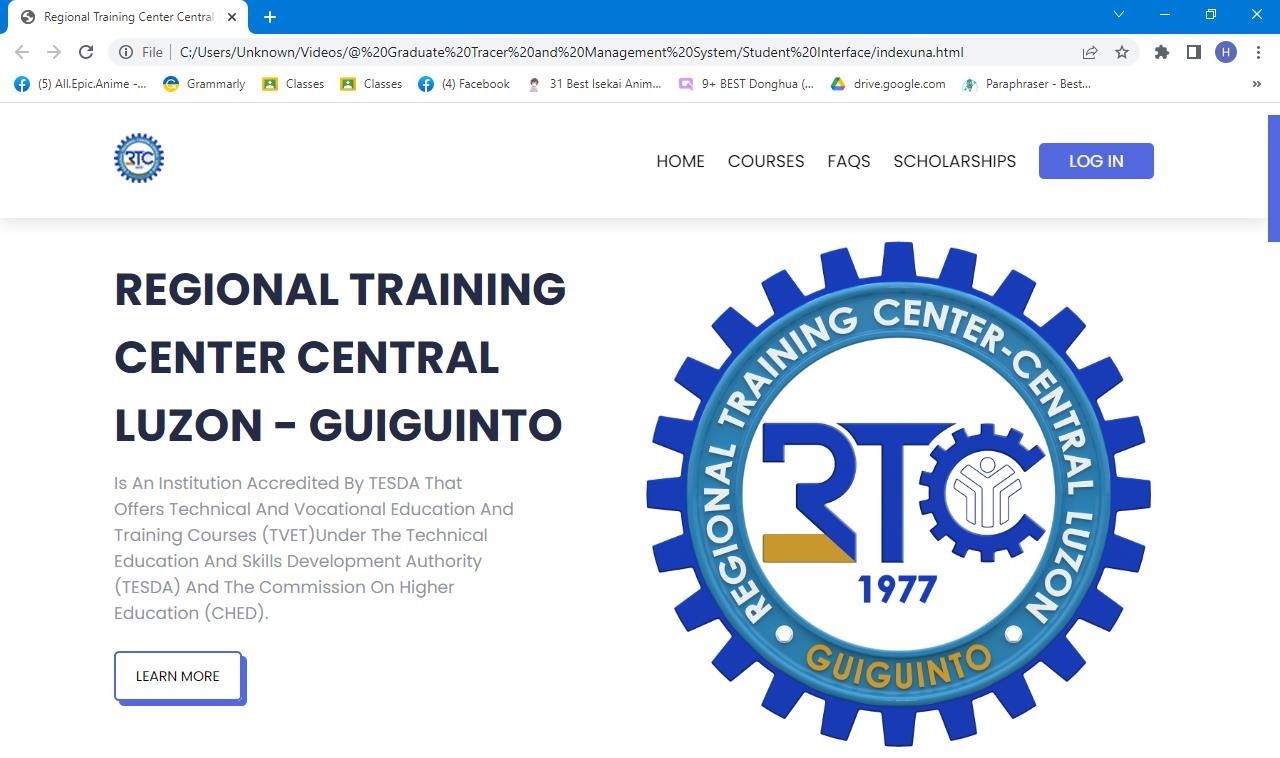 Regional Training Center Central
File
C:/Users/Unknown/Videos/@%20Graduate%20Tracer%20and%20Management%20System/Student%20Interface/indexuna.html
H
(5) All.Epic.Anime -...
Grammarly
Classes
Classes
(4) Facebook
31 Best Isekai Anim...
9+ BEST Donghua (...
drive.google.com
Paraphraser - Best...
»
RTC
HOME
COURSES
FAQS
SCHOLARSHIPS
LOG IN
REGIONAL TRAINING
CENTER CENTRAL
LUZON - GUIGUINTO
Is An Institution Accredited By TESDA That
Offers Technical And Vocational Education And
Training Courses (TVET)Under The Technical
Education And Skills Development Authority
(TESDA) And The Commission On Higher
Education (CHED).
LEARN MORE
REGIONAL TRAINING CENTER-CENTRAL LUZON
RTC
1977
GUIGUINTO